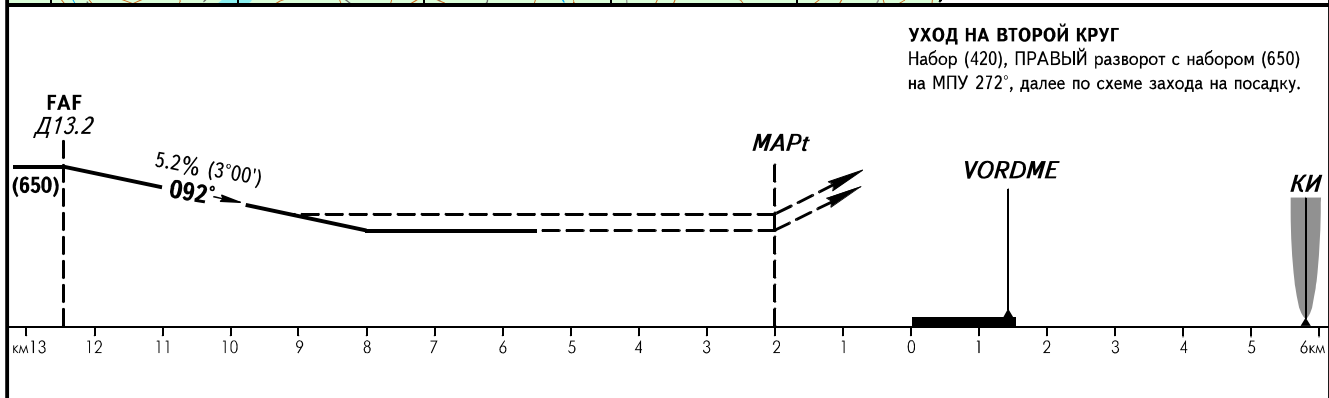 УХОД НА ВТОРОЙ КРУГ
Набор (420), ПРАВЫЙ разворот с набором (650)
на МПУ 272°, далее по схеме захода на посадку.
FAF
Д13.2
5.2% (3°00')
092°
(650)
MAPt
VORDME
КИ
км13 12 11 10 9 8 7 6 5 4 3 2 1 0 1 2 3 4 5 6км